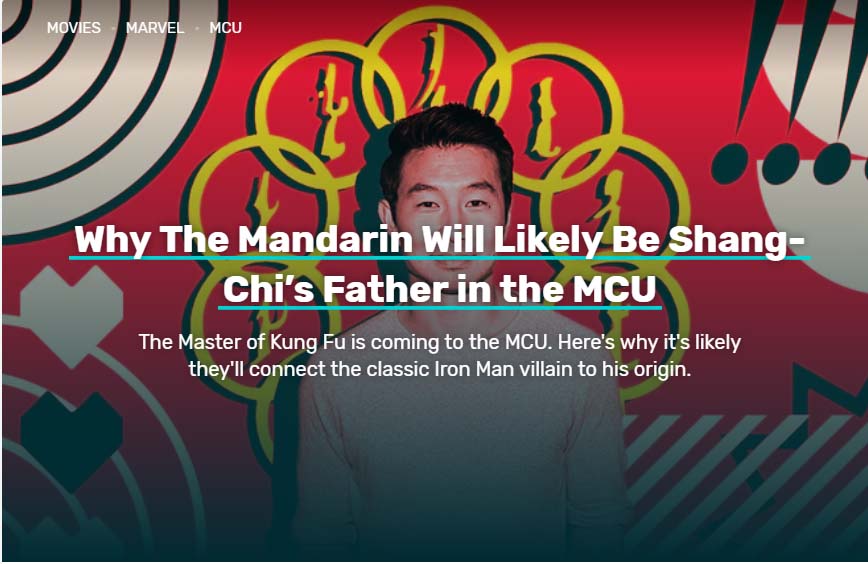 MOVIES • MARVEL • MCU
Why The Mandarin Will Likely Be Shang-
Chi’s Father in the MCU
The Master of Kung Fu is coming to the MCU. Here's why it's likely
they'll connect the classic Iron Man villain to his origin.